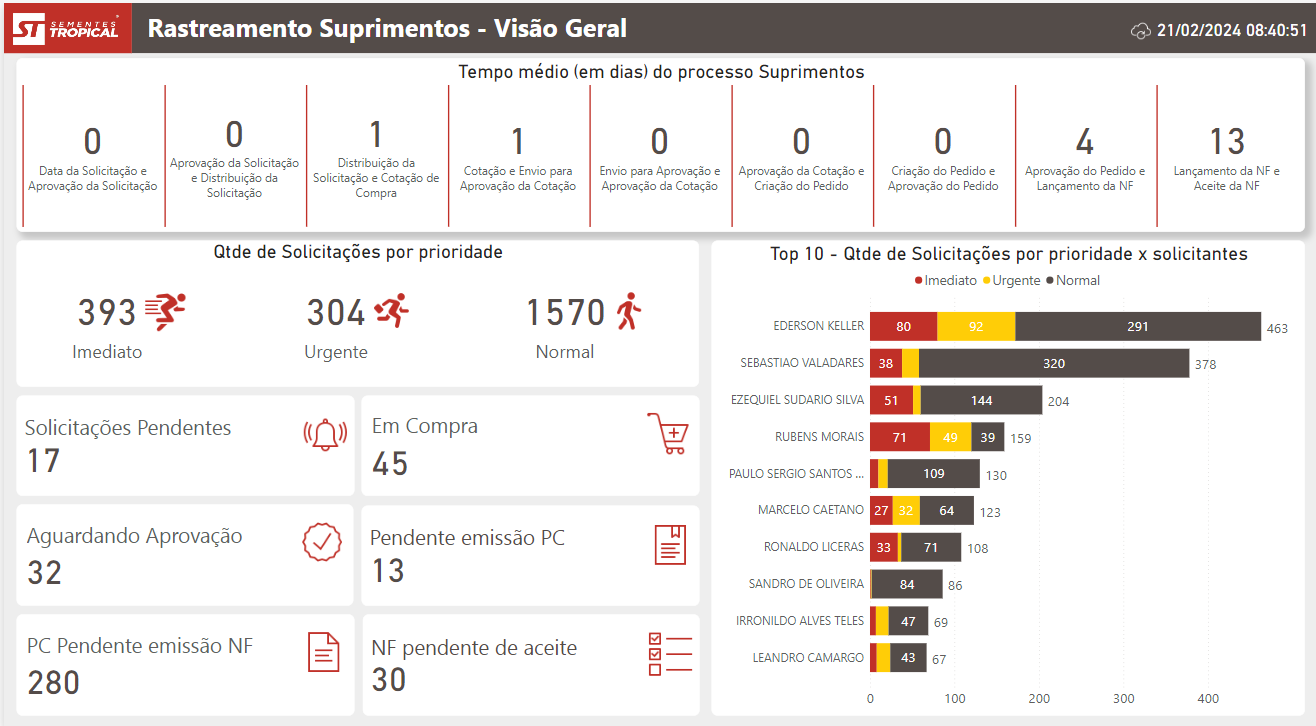 ST SEMENTES TROPICAL
Rastreamento Suprimentos - Visão Geral
21/02/2024 08:40:51
Tempo médio (em dias) do processo Suprimentos
0
Data da Solicitação e
Aprovação da Solicitação
0
Aprovação da Solicitação
e Distribuição da
Solicitação
1
Distribuição da
Solicitação e Cotação de
Compra
1
Cotação e Envio para
Aprovação da Cotação
0
Envio para Aprovação e
Aprovação da Cotação
0
Aprovação da Cotação e
Criação do Pedido
0
Criação do Pedido e
Aprovação do Pedido
4
Aprovação do Pedido e
Lançamento da NF
13
Lançamento da NF e
Aceite da NF
Qtde de Solicitações por prioridade
393
Imediato
304
Urgente
1570
Normal
Solicitações Pendentes
17
Em Compra
45
Aguardando Aprovação
32
Pendente emissão PC
13
PC Pendente emissão NF
280
NF pendente de aceite
30
Top 10 - Qtde de Solicitações por prioridade x solicitantes
Imediato Urgente Normal
EDERSON KELLER 80 92 291 463
SEBASTIAO VALADARES 38 320 378
EZEQUIEL SUDARIO SILVA 51 144 204
RUBENS MORAIS 71 49 39 159
PAULO SERGIO SANTOS ... 109 130
MARCELO CAETANO 27 32 64 123
RONALDO LICERAS 33 71 108
SANDRO DE OLIVEIRA 84 86
IRRONILDO ALVES TELES 47 69
LEANDRO CAMARGO 43 67
0 100 200 300 400